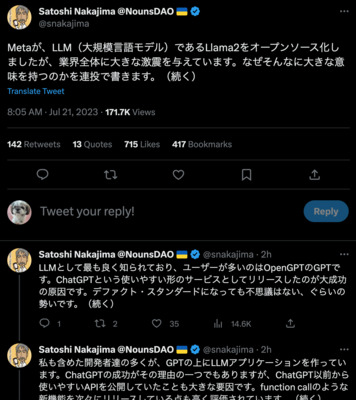 Satoshi Nakajima @NounsDAO
@snakajima
Metaが、LLM（大規模言語モデル）であるLlama2をオープンソース化し
ましたが、業界全体に大きな激震を与えています。なぜそんなに大きな意
味を持つのかを連投で書きます。（続く）
Translate Tweet
8:05 AM · Jul 21, 2023 · 171.7K Views
142 Retweets 13 Quotes 715 Likes 417 Bookmarks
Tweet your reply!
Reply
Satoshi Nakajima @NounsDAO @snakajima · 2h
LLMとして最も良く知られており、ユーザーが多いのはOpenGPTのGPTで
す。ChatGPTという使いやすい形のサービスとしてリリースしたのが大成功
の原因です。デファクト・スタンダードになっても不思議はない、ぐらいの
勢いです。（続く）
1 2 35 14.6K
Satoshi Nakajima @NounsDAO @snakajima · 2h
私も含めた開発者達の多くが、GPTの上にLLMアプリケーションを作ってい
ます。ChatGPTの成功がその理由の一つでもありますが、ChatGPT以前から
使いやすいAPIを公開していたことも大きな要因です。function callのような
新機能を次々にリリースしている点も高く評価されています。（続く）